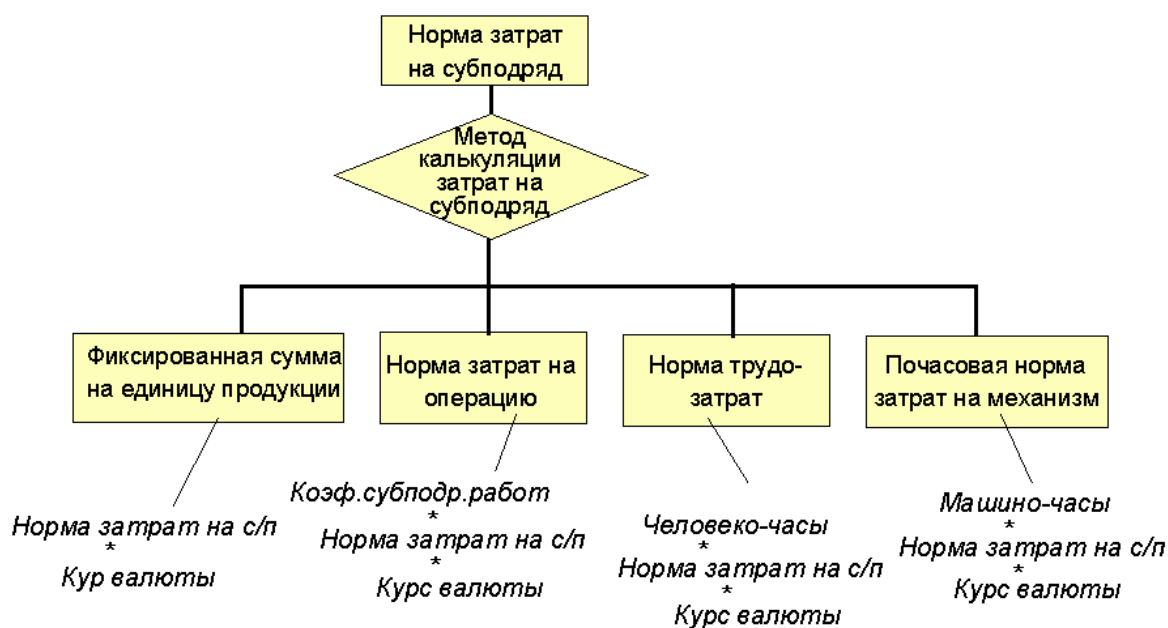 Норма затрат
на субподряд
Метод
калькуляции
затрат на
субподряд
Фиксированная сумма
на единицу продукции
Норма затрат на
операцию
Норма трудо-
затрат
Почасовая норма
затрат на механизм
Норма затрат на с/п
*
Кур валюты
Коэф.субподр.работ
*
Норма затрат на с/п
*
Курс валюты
Человеко-часы
*
Норма затрат на с/п
*
Курс валюты
Машино-часы
*
Норма затрат на с/п
*
Курс валюты